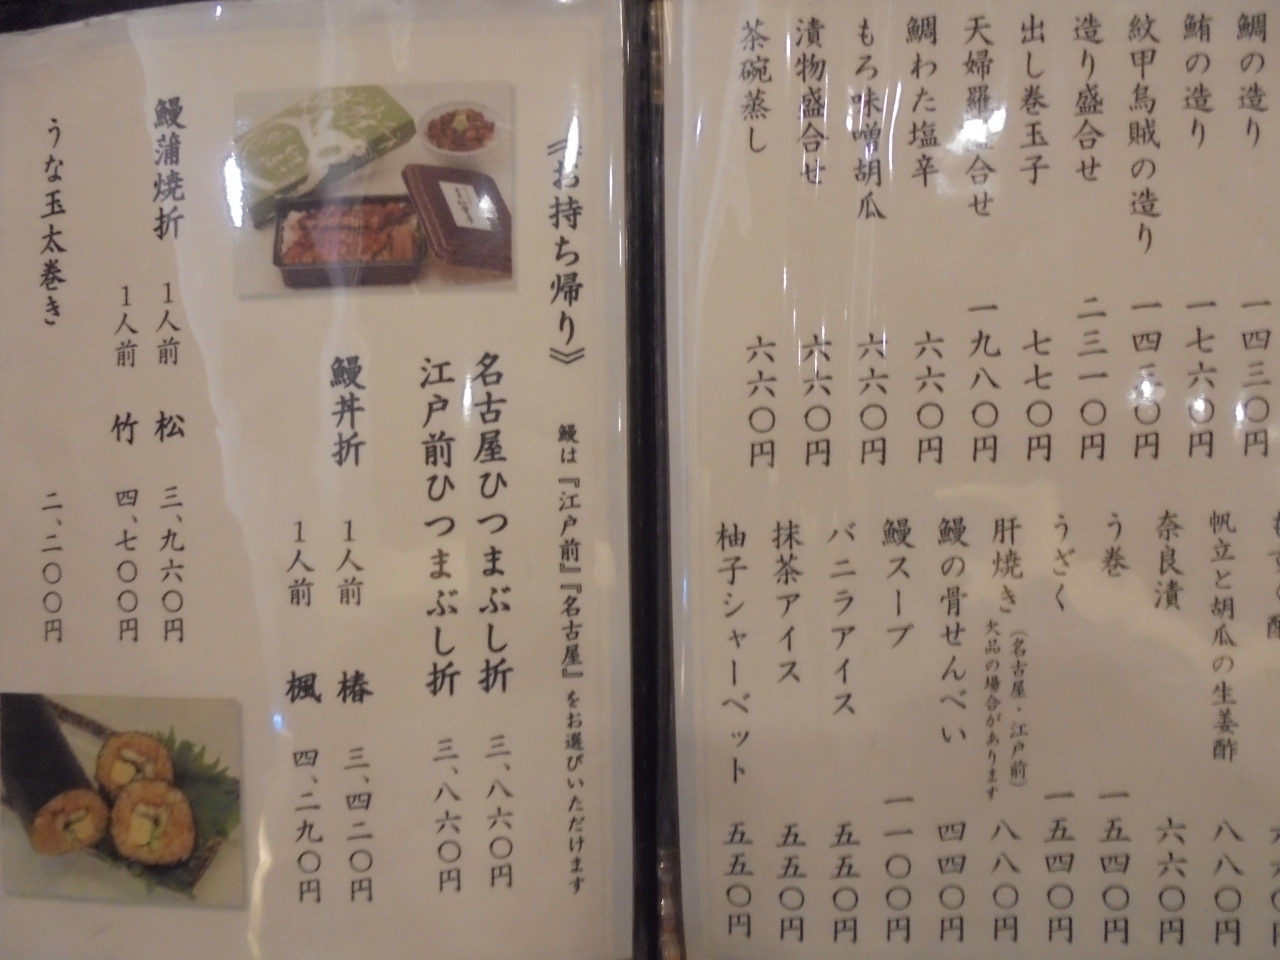 鯛の造り 一四三〇円
鮪の造り 一七六〇円
紋甲烏賊の造り 一四三〇円
造り盛合せ 二三一〇円
出し巻玉子 七七〇円
天婦羅盛合せ 一九八〇円
鯛わた塩辛 六六〇円
もろ味噌胡瓜 六六〇円
漬物盛合せ 六六〇円
茶碗蒸し 六六〇円
帆立と胡瓜の生姜酢 八八〇円
奈良漬 六六〇円
う巻 一五四〇円
うざく 一五四〇円
肝焼き (名古屋・江戸前) 欠品の場合があります 八八〇円
鰻の骨せんべい 四四〇円
鰻スープ 一一〇〇円
バニラアイス 五五〇円
抹茶アイス 五五〇円
柚子シャーベット 五五〇円
《お持ち帰り》 鰻は『江戸前』『名古屋』をお選びいただけます
名古屋ひつまぶし折 三、八六〇円
江戸前ひつまぶし折 三、八六〇円
鰻丼折 1人前 椿 三、四二〇円
1人前 楓 四、二九〇円
鰻蒲焼折 1人前 松 三、九六〇円
1人前 竹 四、七〇〇円
うな玉太巻き 二、二〇〇円